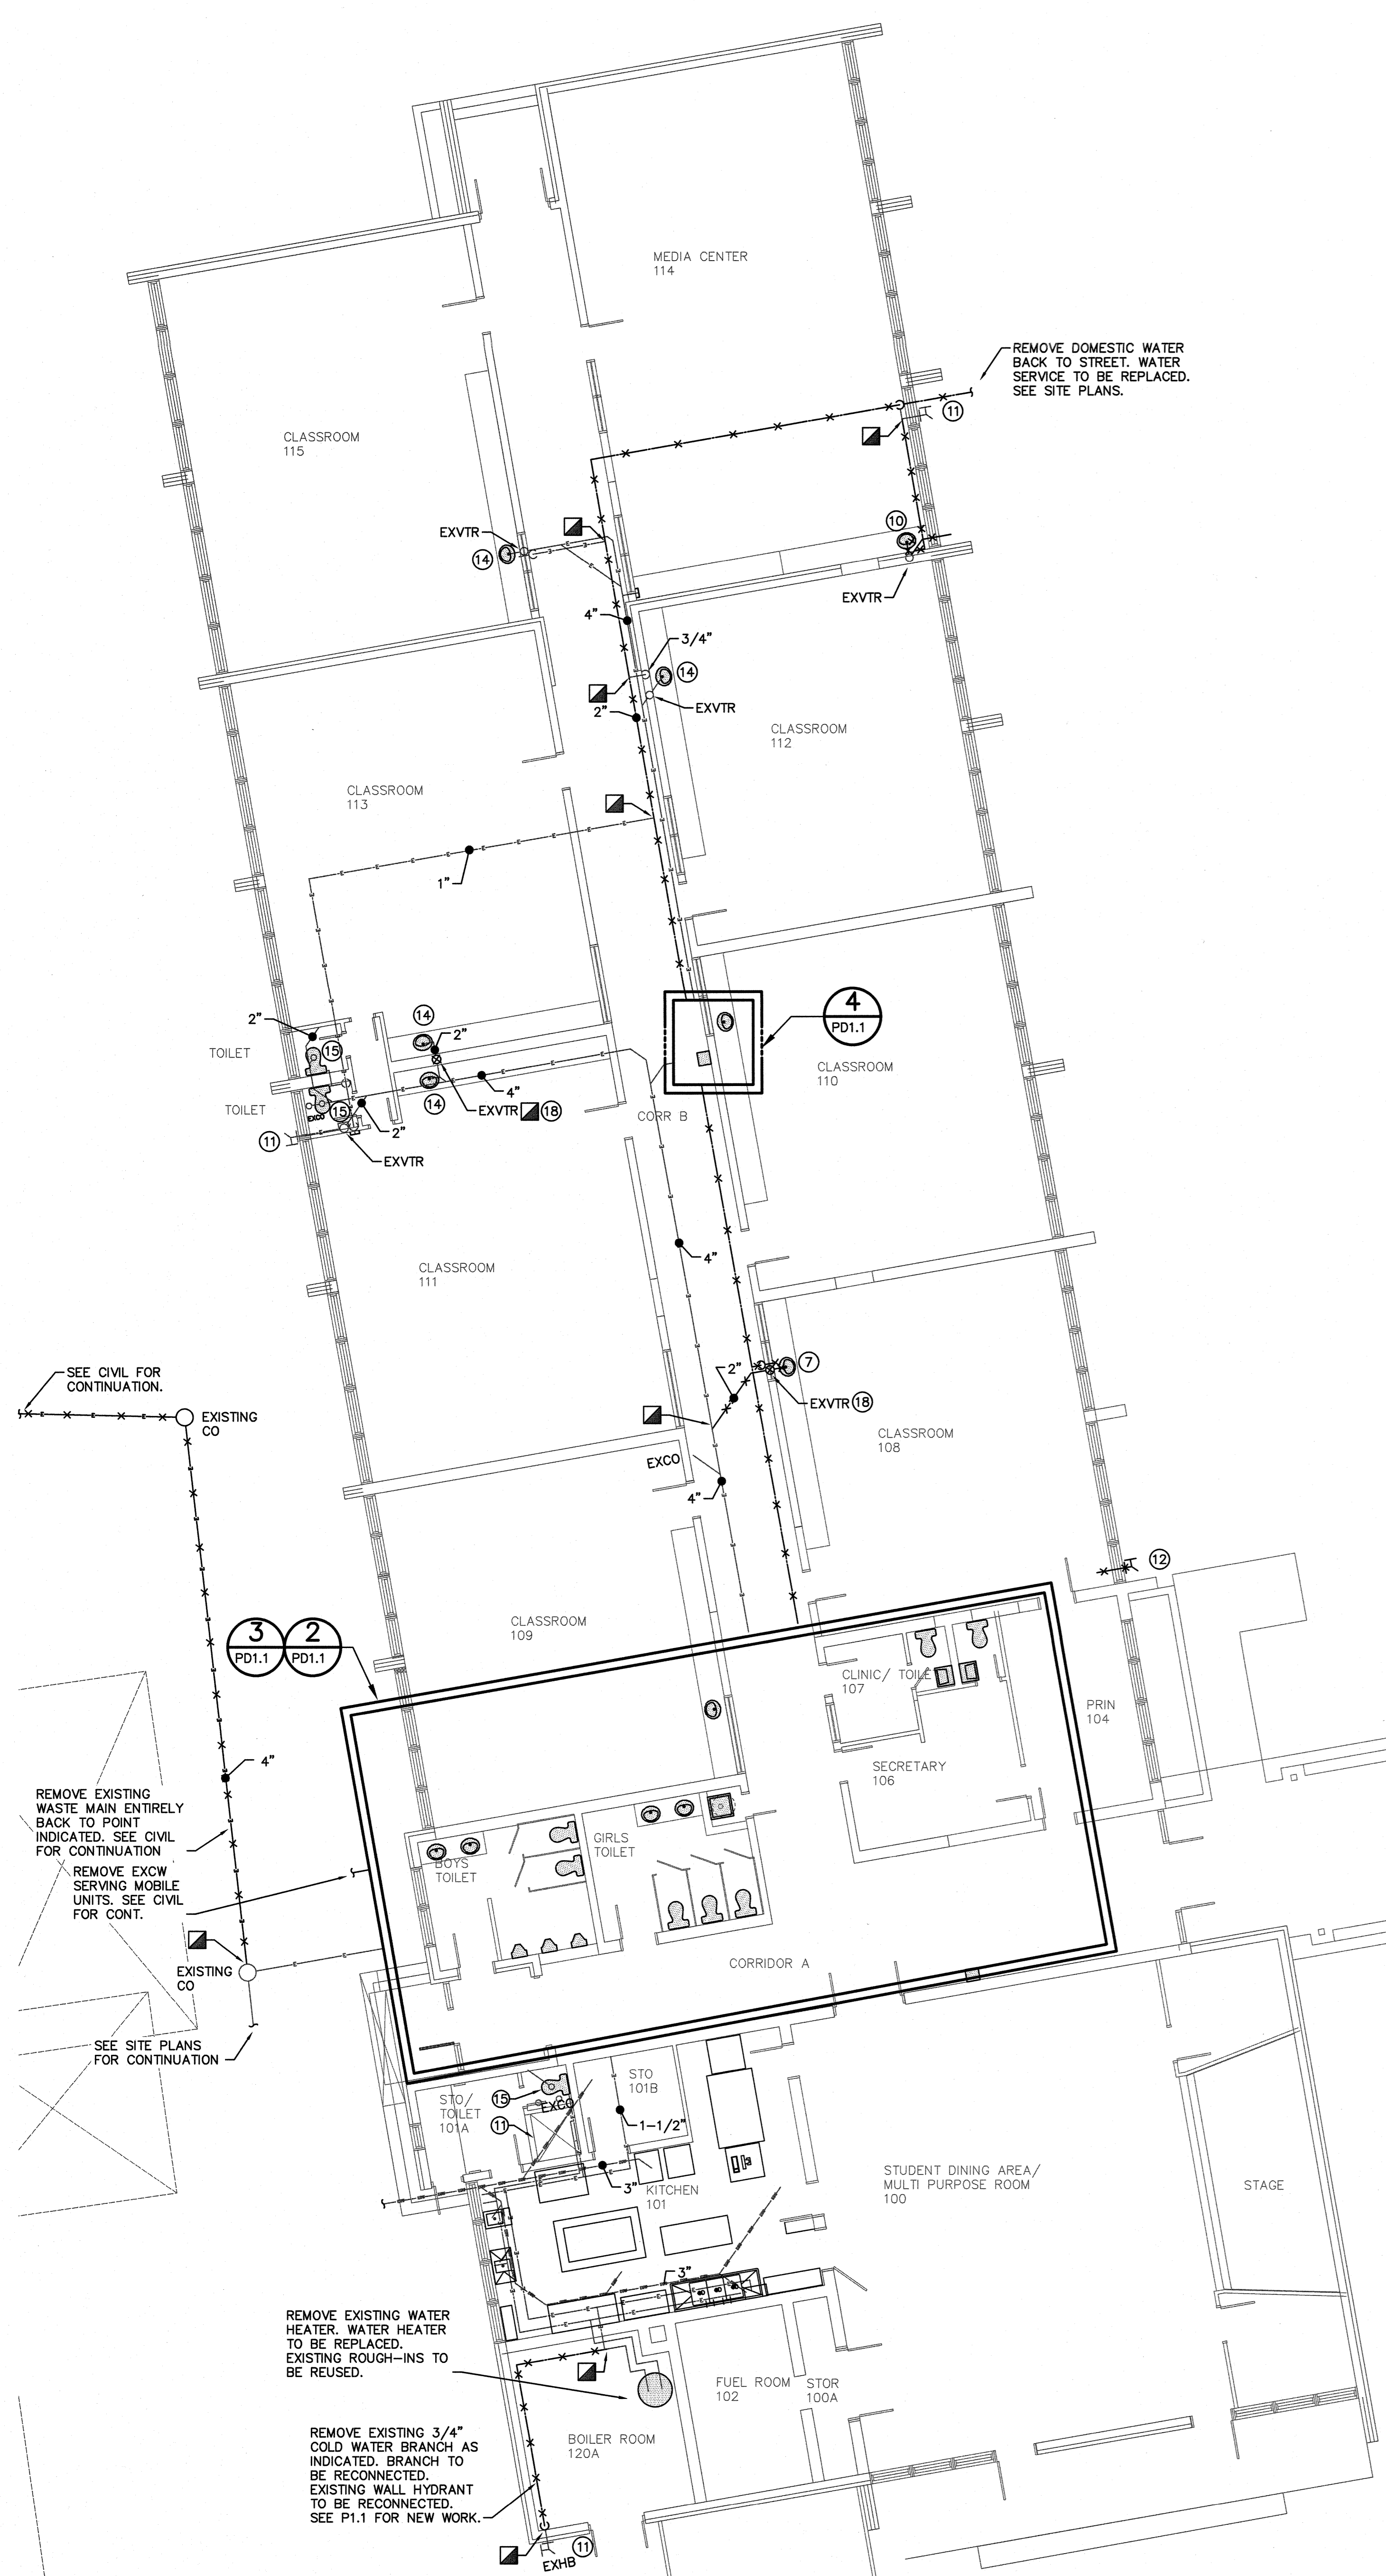 MEDIA CENTER
114
REMOVE DOMESTIC WATER
BACK TO STREET. WATER
SERVICE TO BE REPLACED.
SEE SITE PLANS.
11
CLASSROOM
115
10
EXVTR
14
EXVTR
4"
3/4"
14
EXVTR
2"
CLASSROOM
112
CLASSROOM
113
1"
4
PD1.1
2"
14
2"
TOILET
15
CLASSROOM
110
4"
14
TOILET
15
EXCO
EXVTR
18
CORR B
2"
11
EXVTR
4"
CLASSROOM
111
SEE CIVIL FOR
CONTINUATION.
7
2"
EXISTING
CO
EXVTR
18
CLASSROOM
108
EXCO
4"
12
CLASSROOM
109
3
PD1.1
2
PD1.1
CLINIC/ TOILE
107
PRIN
104
4"
SECRETARY
106
REMOVE EXISTING
WASTE MAIN ENTIRELY
BACK TO POINT
INDICATED. SEE CIVIL
FOR CONTINUATION
GIRLS
TOILET
BOYS
TOILET
REMOVE EXCW
SERVING MOBILE
UNITS. SEE CIVIL
FOR CONT.
CORRIDOR A
EXISTING
CO
SEE SITE PLANS
FOR CONTINUATION
STO
101B
15
EXCO
STO/
TOILET
101A
11
1-1/2"
3"
KITCHEN
101
STUDENT DINING AREA/
MULTI PURPOSE ROOM
100
STAGE
3"
REMOVE EXISTING WATER
HEATER. WATER HEATER
TO BE REPLACED.
EXISTING ROUGH-INS TO
BE REUSED.
FUEL ROOM
102
STOR
100A
REMOVE EXISTING 3/4"
COLD WATER BRANCH AS
INDICATED. BRANCH TO
BE RECONNECTED.
EXISTING WALL HYDRANT
TO BE RECONNECTED.
SEE P1.1 FOR NEW WORK.
BOILER ROOM
120A
11
EXHB